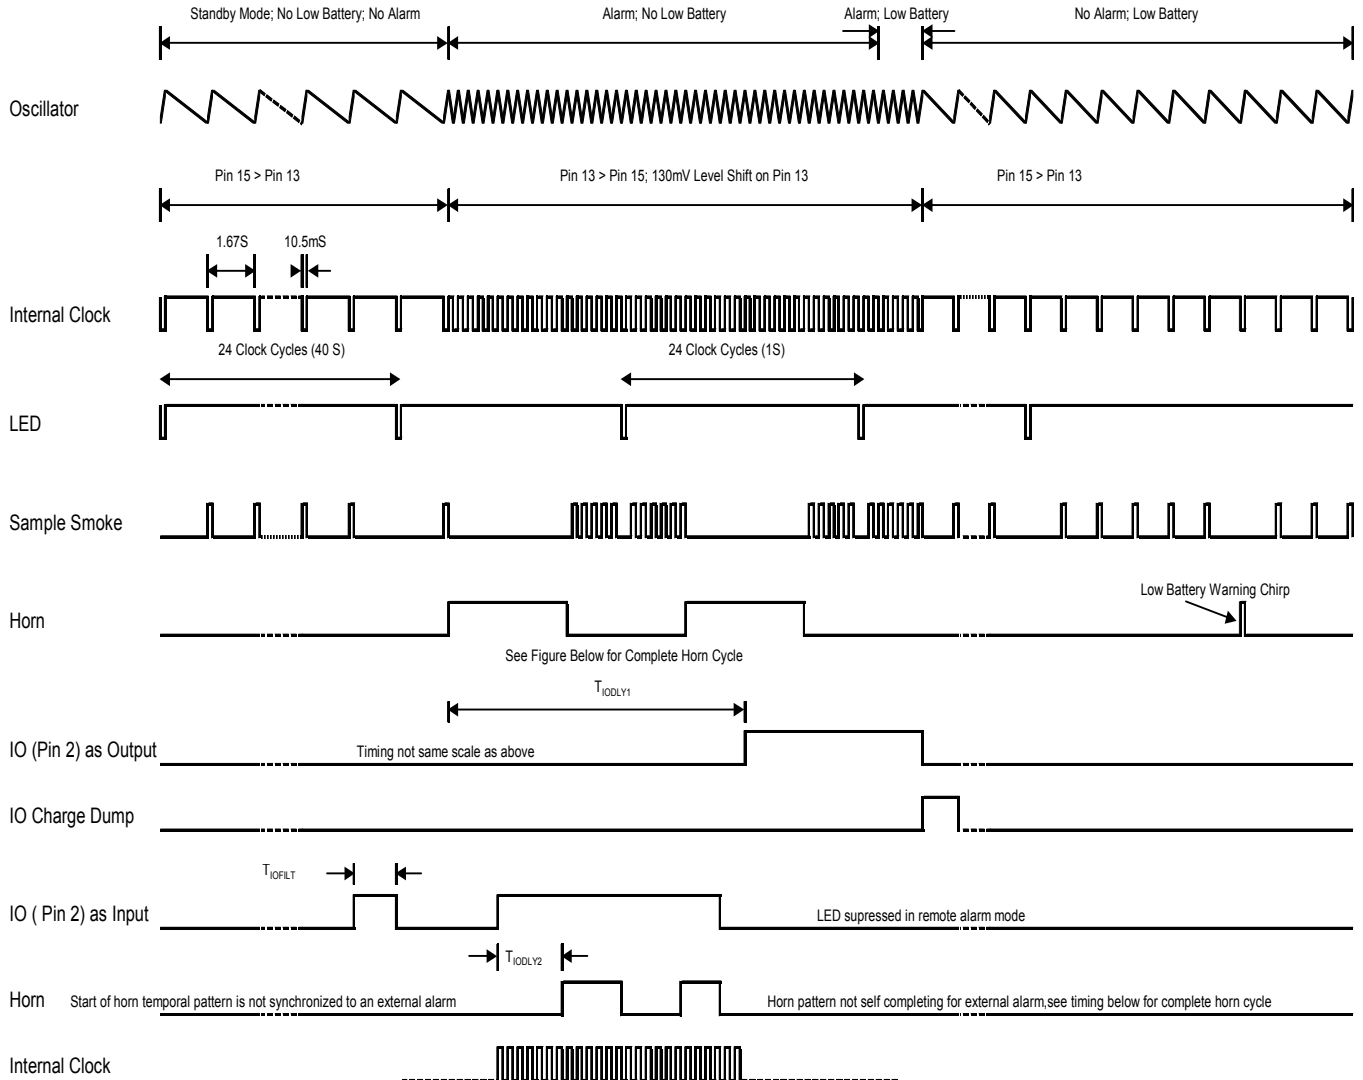 Standby Mode; No Low Battery; No Alarm
Alarm; No Low Battery
Alarm; Low Battery
No Alarm; Low Battery
Oscillator
Pin 15 > Pin 13
Pin 13 > Pin 15; 130mV Level Shift on Pin 13
Pin 15 > Pin 13
1.67S
10.5mS
Internal Clock
24 Clock Cycles (40 S)
24 Clock Cycles (1S)
LED
Sample Smoke
Low Battery Warning Chirp
Horn
See Figure Below for Complete Horn Cycle
TIODLY1
IO (Pin 2) as Output
Timing not same scale as above
IO Charge Dump
TIOFILT
IO ( Pin 2) as Input
LED supressed in remote alarm mode
TIODLY2
Horn
Start of horn temporal pattern is not synchronized to an external alarm
Horn pattern not self completing for external alarm,see timing below for complete horn cycle
Internal Clock